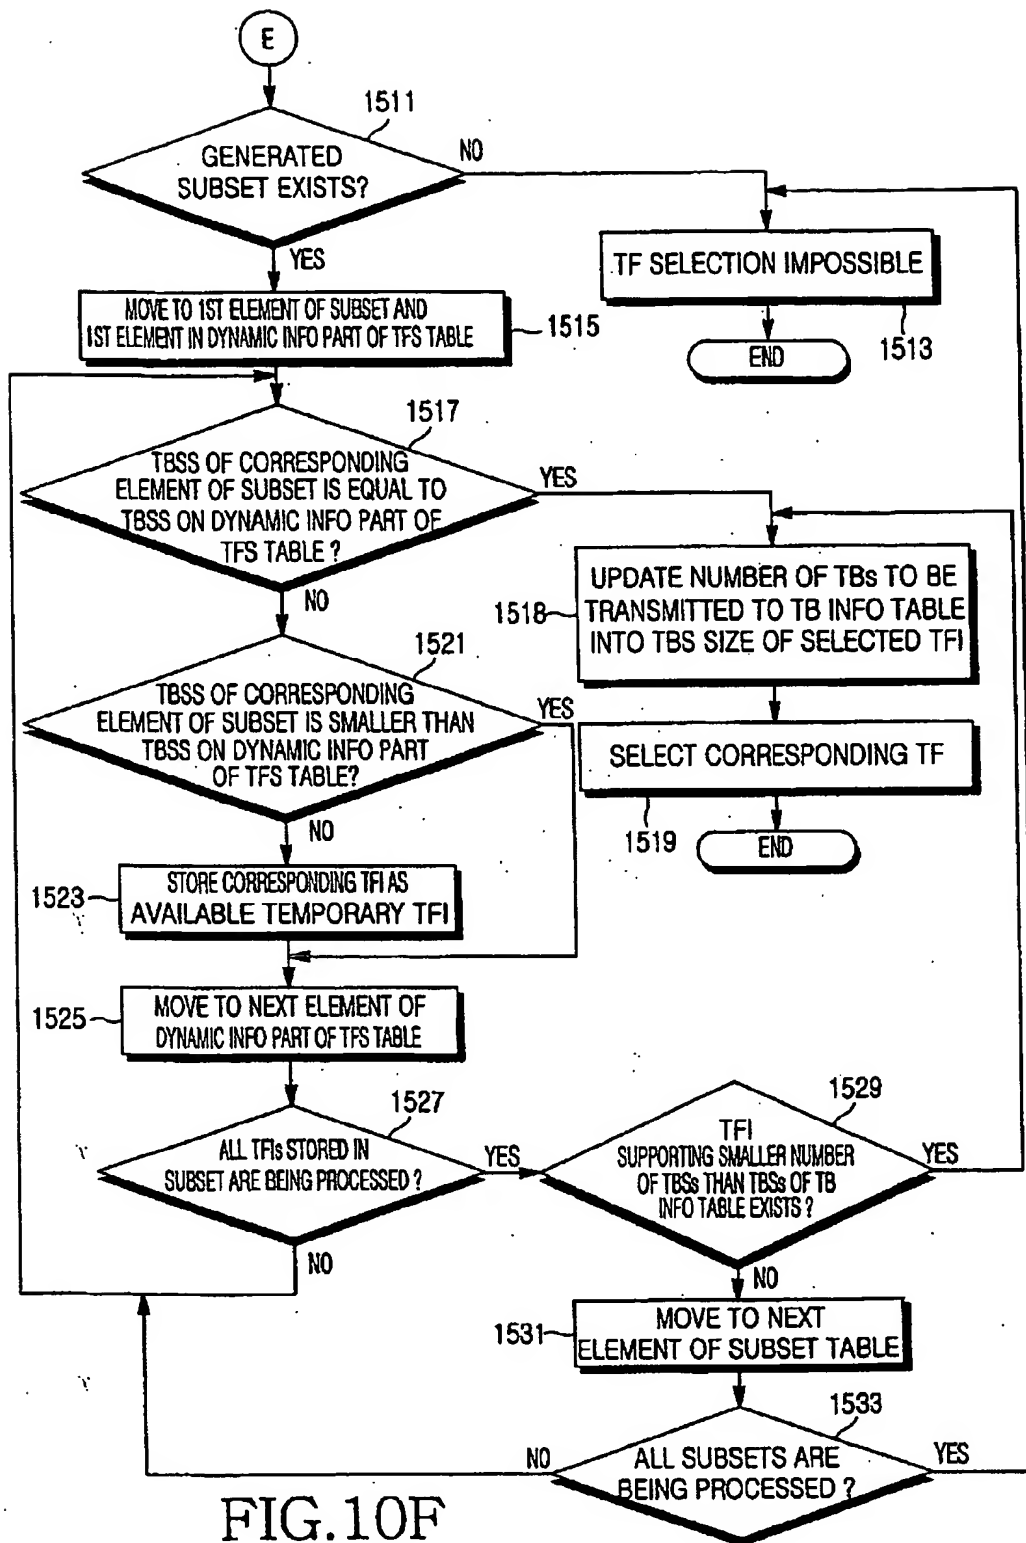 E
1511
GENERATED
SUBSET EXISTS?
NO
YES
TF SELECTION IMPOSSIBLE
1513
END
MOVE TO 1ST ELEMENT OF SUBSET AND
1ST ELEMENT IN DYNAMIC INFO PART OF TFS TABLE
1515
1517
TBSS OF CORRESPONDING
ELEMENT OF SUBSET IS EQUAL TO
TBSS ON DYNAMIC INFO PART OF
TFS TABLE ?
YES
NO
1518
UPDATE NUMBER OF TBs TO BE
TRANSMITTED TO TB INFO TABLE
INTO TBS SIZE OF SELECTED TFI
1521
TBSS OF CORRESPONDING
ELEMENT OF SUBSET IS SMALLER THAN
TBSS ON DYNAMIC INFO PART
OF TFS TABLE?
YES
NO
SELECT CORRESPONDING TF
1519
END
1523
STORE CORRESPONDING TFI AS
AVAILABLE TEMPORARY TFI
1525
MOVE TO NEXT ELEMENT OF
DYNAMIC INFO PART OF TFS TABLE
1527
ALL TFIs STORED IN
SUBSET ARE BEING PROCESSED ?
YES
NO
1529
TFI
SUPPORTING SMALLER NUMBER
OF TBSs THAN TBSs OF TB
INFO TABLE EXISTS ?
YES
NO
1531
MOVE TO NEXT
ELEMENT OF SUBSET TABLE
1533
ALL SUBSETS ARE
BEING PROCESSED ?
NO
YES
FIG.10F